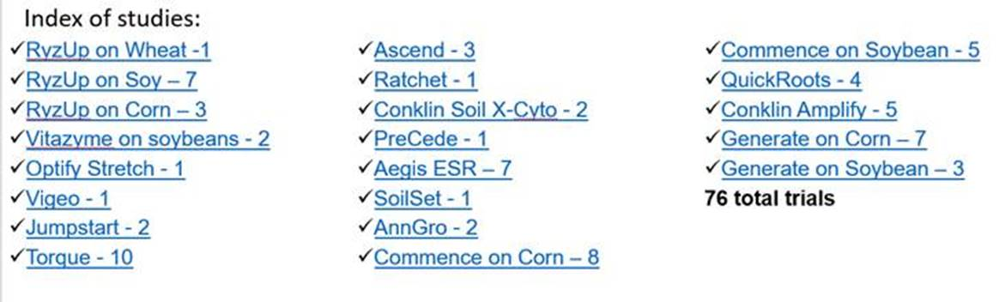 Index of studies:
✓RyzUp on Wheat -1
✓RyzUp on Soy – 7
✓RyzUp on Corn – 3
✓Vitazyme on soybeans - 2
✓Optify Stretch - 1
✓Vigeo - 1
✓Jumpstart - 2
✓Torque - 10
✓Ascend - 3
✓Ratchet - 1
✓Conklin Soil X-Cyto - 2
✓PreCede - 1
✓Aegis ESR – 7
✓SoilSet - 1
✓AnnGro - 2
✓Commence on Corn – 8
✓Commence on Soybean - 5
✓QuickRoots - 4
✓Conklin Amplify - 5
✓Generate on Corn – 7
✓Generate on Soybean – 3
76 total trials